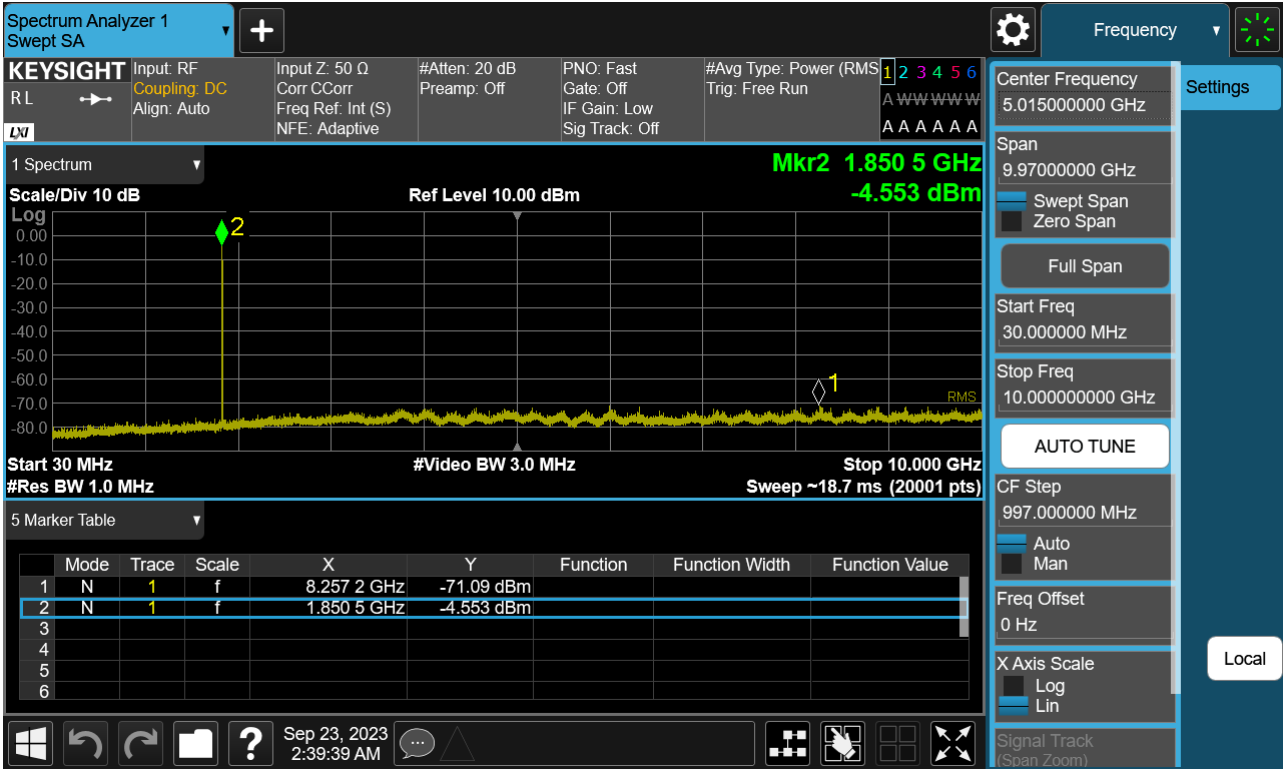 Spectrum Analyzer 1
Swept SA
+
Frequency
KEYSIGHT
R L
LXI
Input: RF
Coupling: DC
Align: Auto
Input Z: 50 Ω
Corr CCorr
Freq Ref: Int (S)
NFE: Adaptive
#Atten: 20 dB
Preamp: Off
PNO: Fast
Gate: Off
IF Gain: Low
Sig Track: Off
#Avg Type: Power (RMS
Trig: Free Run
1 2 3 4 5 6
A W W W W W
A A A A A A
1 Spectrum
Mkr2 1.850 5 GHz
Scale/Div 10 dB
Ref Level 10.00 dBm
-4.553 dBm
Log
0.00
-10.0
-20.0
-30.0
-40.0
-50.0
-60.0
-70.0
-80.0
2
1
RMS
Start 30 MHz
#Video BW 3.0 MHz
Stop 10.000 GHz
#Res BW 1.0 MHz
Sweep ~18.7 ms (20001 pts)
5 Marker Table
Mode Trace Scale X Y Function Function Width Function Value
1 N 1 f 8.257 2 GHz -71.09 dBm
2 N 1 f 1.850 5 GHz -4.553 dBm
3
4
5
6
?
Sep 23, 2023
2:39:39 AM
Center Frequency
5.015000000 GHz
Span
9.97000000 GHz
Swept Span
Zero Span
Full Span
Start Freq
30.000000 MHz
Stop Freq
10.000000000 GHz
AUTO TUNE
CF Step
997.000000 MHz
Auto
Man
Freq Offset
0 Hz
X Axis Scale
Log
Lin
Signal Track
(Span Zoom)
Settings
Local